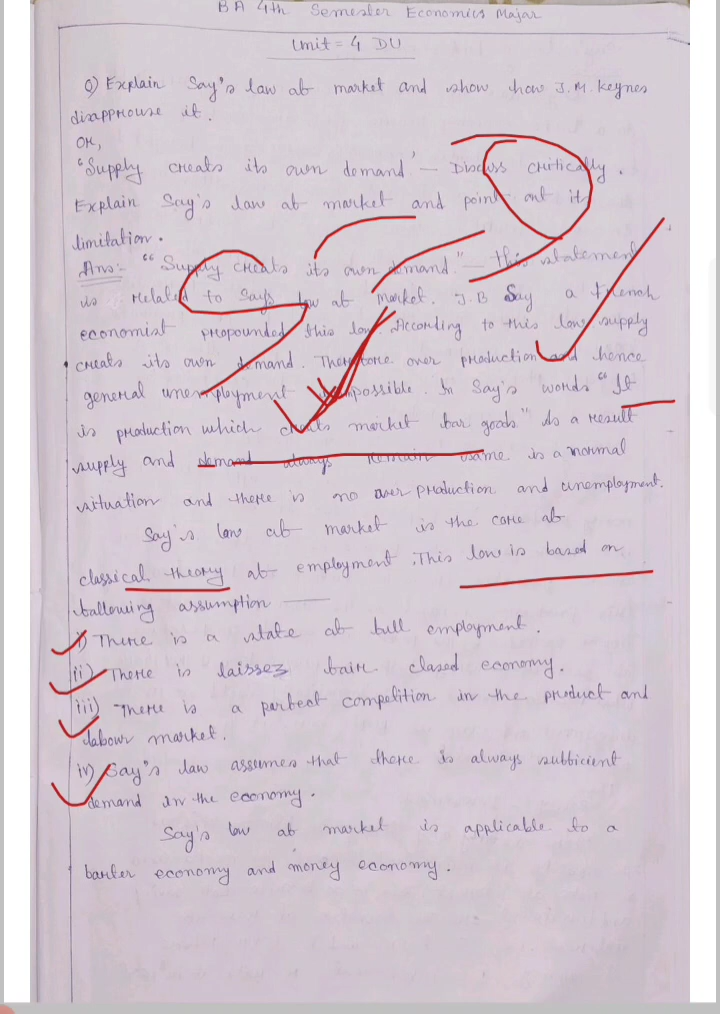 BA 4th Semester Economics Major
Unit = 4 DU
Q) Explain Say's law of market and show how J.M. keynes
disapprouse it.
OR,
"Supply creats its own demand" — Discuss critically.
Explain Say's law of market and point out its
limitation.
Ans:- "Supply creats its own demand." — this statement
is related to Say's law of market. J.B Say a french
economist propounded this law. According to this law supply
creats its own demand. Therefore over production and hence
general unemployment is impossible. In Say's words "It
is production which creats market for goods" As a result
supply and demand always remain same is a normal
situation and there is no over production and unemployment.
Say's law of market is the core of
classical theory of employment. This law is based on
following assumption —
i) There is a state of full employment.
ii) There is laissez faire closed economy.
iii) There is a perfect competition in the product and
labour market.
iv) Say's law assumes that there is always sufficient
demand in the economy.
Say's law of market is applicable to a
barter economy and money economy.